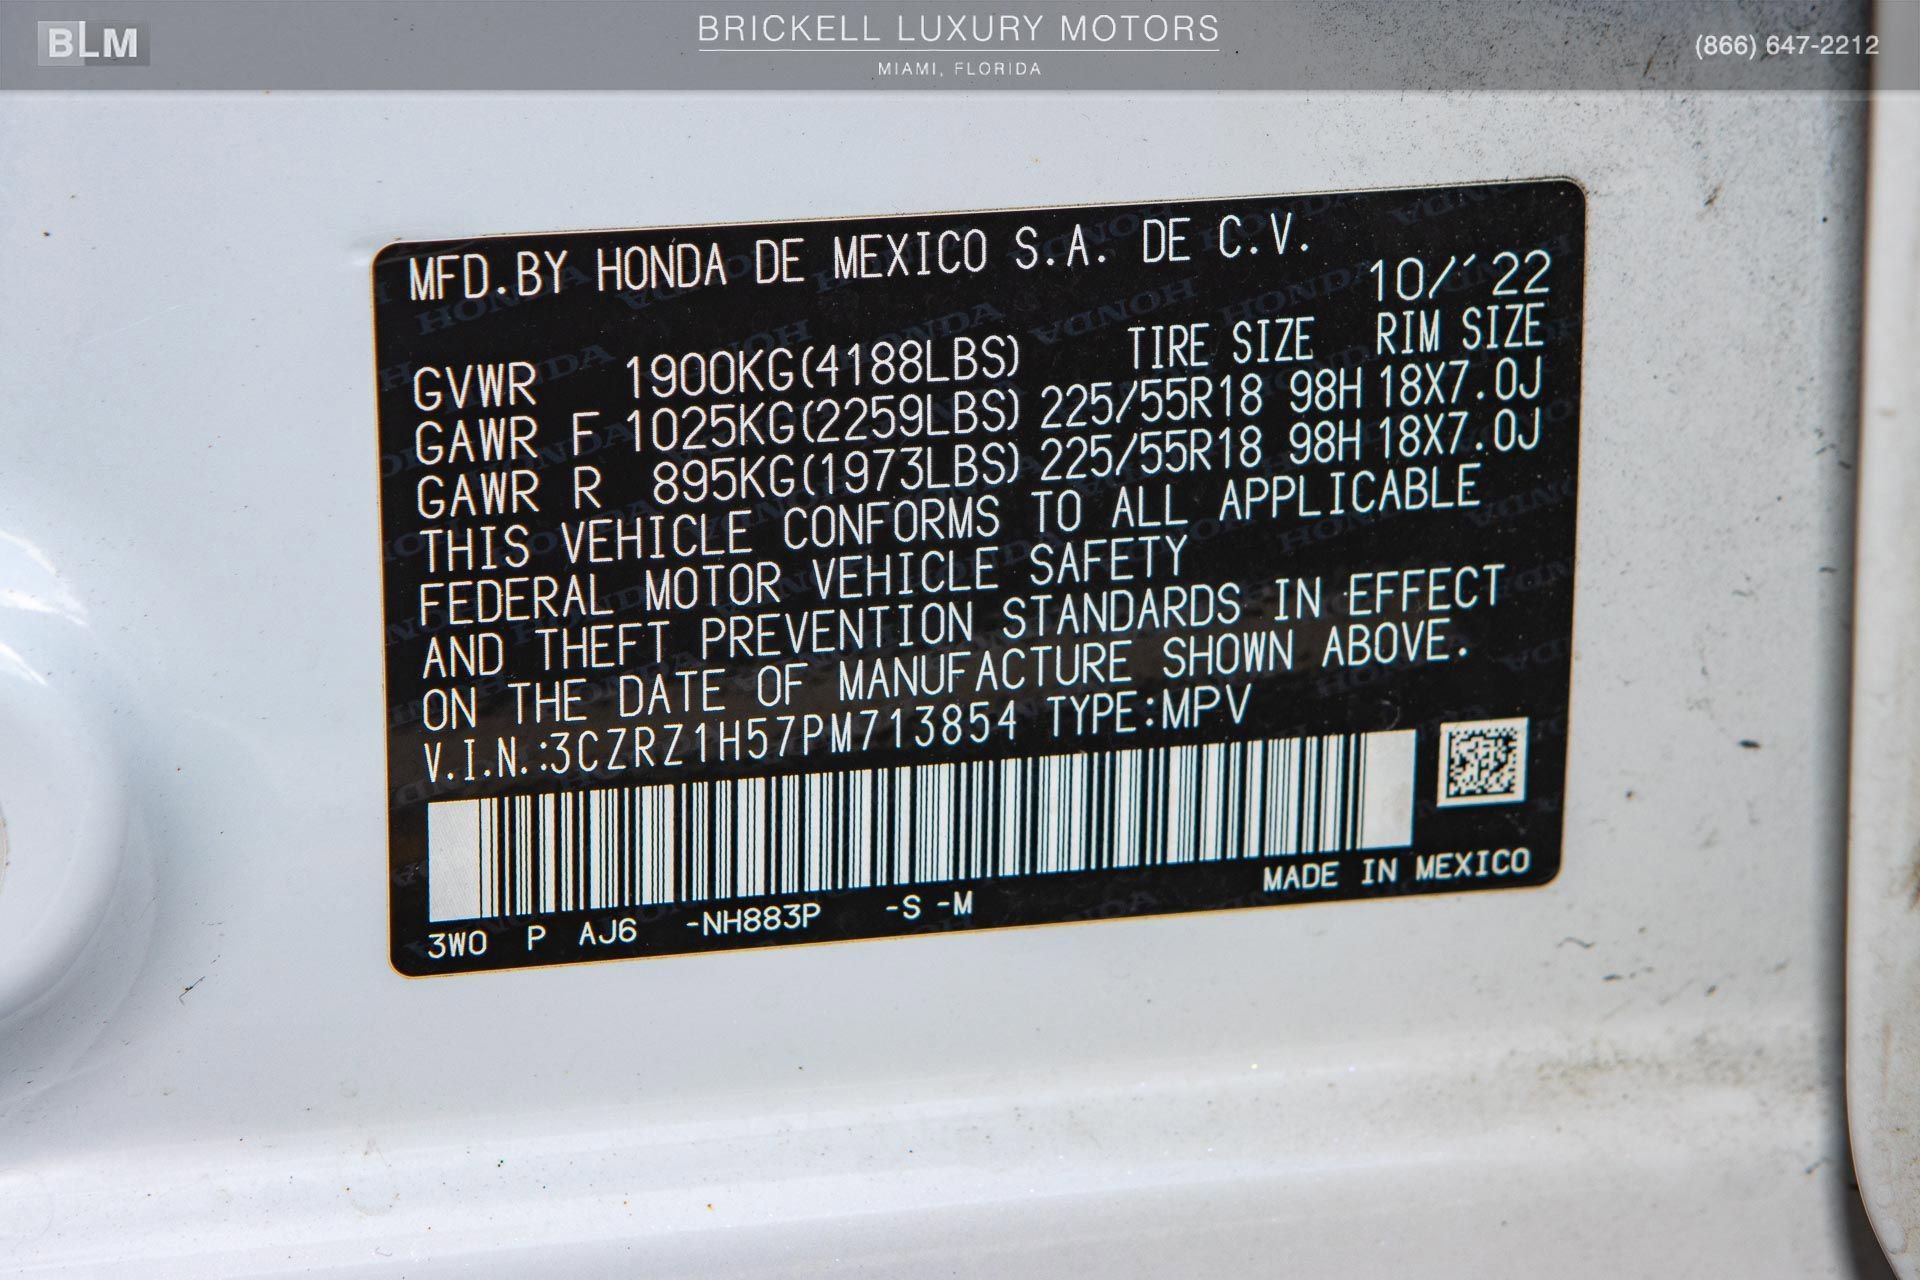 BLM
BRICKELL LUXURY MOTORS
MIAMI, FLORIDA
(866) 647-2212
MFD.BY HONDA DE MEXICO S.A. DE C.V.
10/'22
GVWR 1900KG(4188LBS) TIRE SIZE RIM SIZE
GAWR F 1025KG(2259LBS) 225/55R18 98H 18X7.0J
GAWR R 895KG(1973LBS) 225/55R18 98H 18X7.0J
THIS VEHICLE CONFORMS TO ALL APPLICABLE
FEDERAL MOTOR VEHICLE SAFETY
AND THEFT PREVENTION STANDARDS IN EFFECT
ON THE DATE OF MANUFACTURE SHOWN ABOVE.
V.I.N.:3CZRZ1H57PM713854 TYPE:MPV
MADE IN MEXICO
3W0 P AJ6 -NH883P -S -M